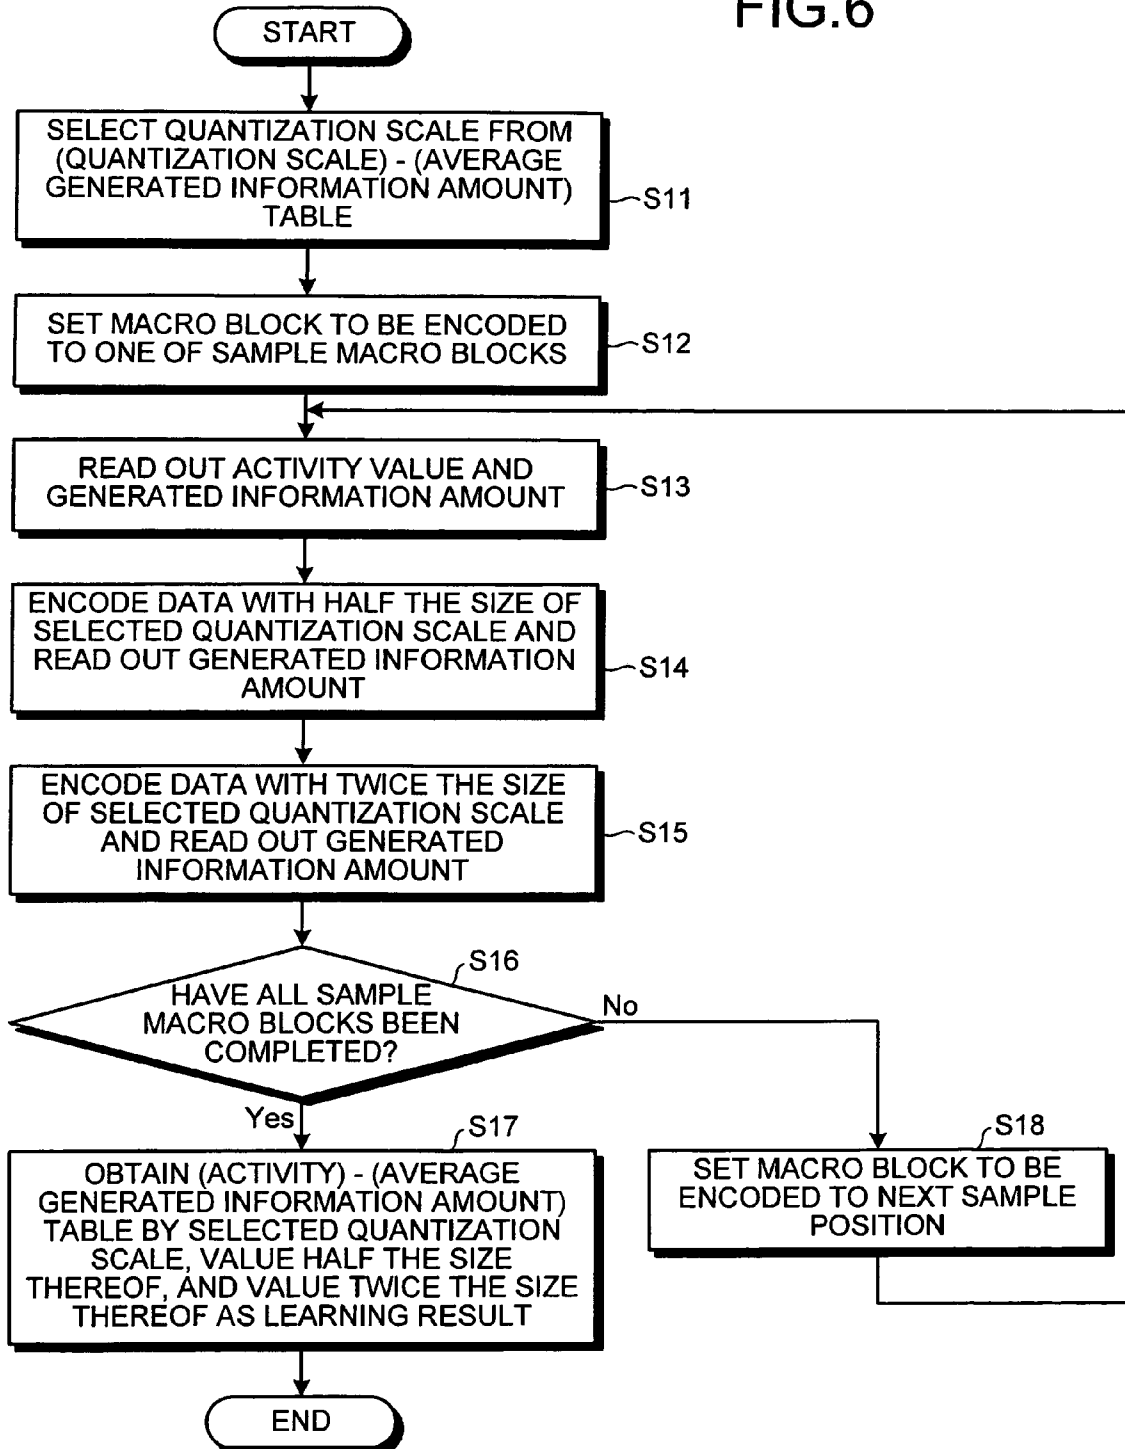 FIG.6
START
SELECT QUANTIZATION SCALE FROM
(QUANTIZATION SCALE) - (AVERAGE
GENERATED INFORMATION AMOUNT)
TABLE
S11
SET MACRO BLOCK TO BE ENCODED
TO ONE OF SAMPLE MACRO BLOCKS
S12
READ OUT ACTIVITY VALUE AND
GENERATED INFORMATION AMOUNT
S13
ENCODE DATA WITH HALF THE SIZE OF
SELECTED QUANTIZATION SCALE AND
READ OUT GENERATED INFORMATION
AMOUNT
S14
ENCODE DATA WITH TWICE THE SIZE
OF SELECTED QUANTIZATION SCALE
AND READ OUT GENERATED
INFORMATION AMOUNT
S15
S16
HAVE ALL SAMPLE
MACRO BLOCKS BEEN
COMPLETED?
No
Yes
S17
OBTAIN (ACTIVITY) - (AVERAGE
GENERATED INFORMATION AMOUNT)
TABLE BY SELECTED QUANTIZATION
SCALE, VALUE HALF THE SIZE
THEREOF, AND VALUE TWICE THE SIZE
THEREOF AS LEARNING RESULT
S18
SET MACRO BLOCK TO BE
ENCODED TO NEXT SAMPLE
POSITION
END